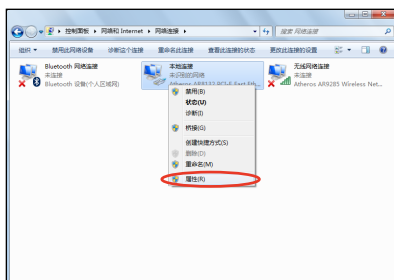 控制面板 ▸ 网络和 Internet ▸ 网络连接 ▸
搜索 网络连接
组织 禁用此网络设备 诊断这个连接 重命名此连接 查看此连接的状态 更改此连接的设置
Bluetooth 网络连接
未连接
Bluetooth 设备(个人区域网)
本地连接
未识别的网络
Atheros AR8132 PCI-E Fast Eth...
无线网络连接
未连接
Atheros AR9285 Wireless Net...
禁用(B)
状态(U)
诊断(I)
桥接(G)
创建快捷方式(S)
删除(D)
重命名(M)
属性(R)